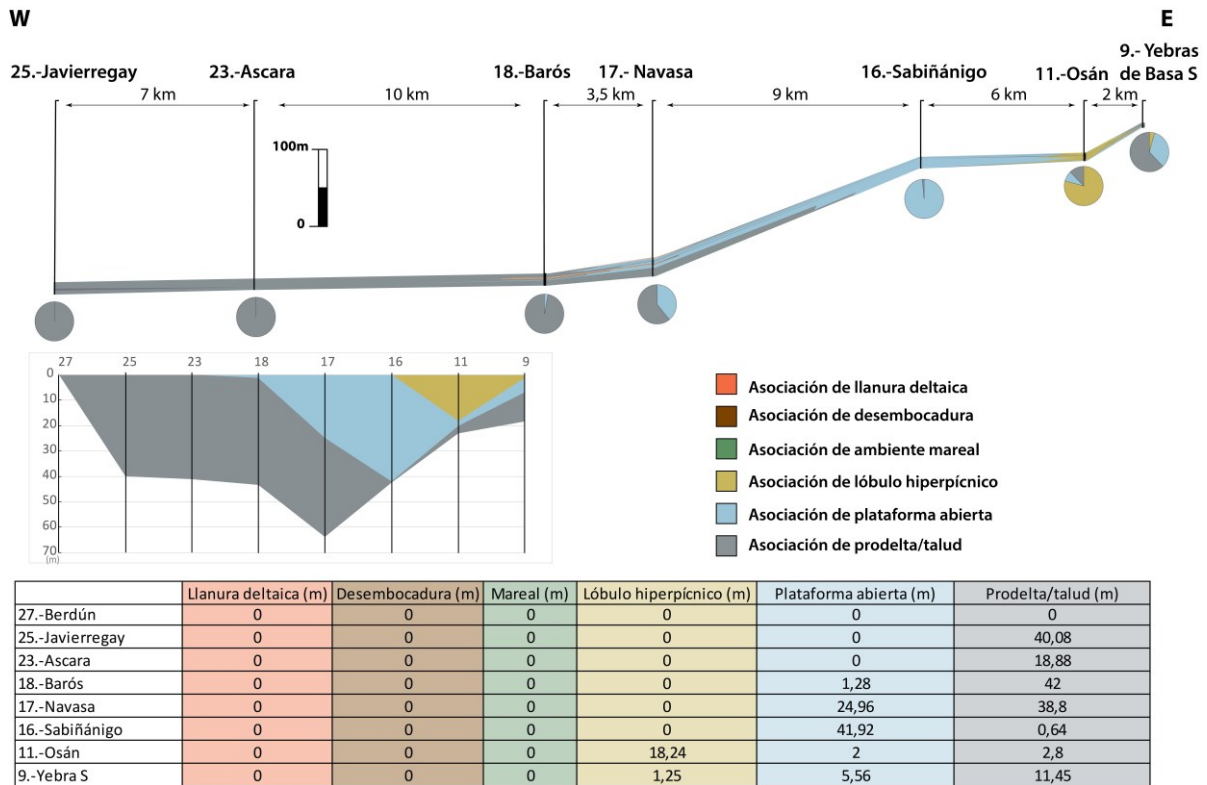 W
E
25.-Javierregay
23.-Ascara
18.-Barós
17.- Navasa
16.-Sabiñánigo
11.-Osán
9.- Yebras
de Basa S
7 km
10 km
3,5 km
9 km
6 km
2 km
100m
0
27 25 23 18 17 16 11 9
0
10
20
30
40
50
60
70
(m)
Asociación de llanura deltaica
Asociación de desembocadura
Asociación de ambiente mareal
Asociación de lóbulo hiperpícnico
Asociación de plataforma abierta
Asociación de prodelta/talud
Llanura deltaica (m) Desembocadura (m) Mareal (m) Lóbulo hiperpícnico (m) Plataforma abierta (m) Prodelta/talud (m)
27.-Berdún 0 0 0 0 0 0
25.-Javierregay 0 0 0 0 0 40,08
23.-Ascara 0 0 0 0 0 18,88
18.-Barós 0 0 0 0 1,28 42
17.-Navasa 0 0 0 0 24,96 38,8
16.-Sabiñánigo 0 0 0 0 41,92 0,64
11.-Osán 0 0 0 18,24 2 2,8
9.-Yebra S 0 0 0 1,25 5,56 11,45